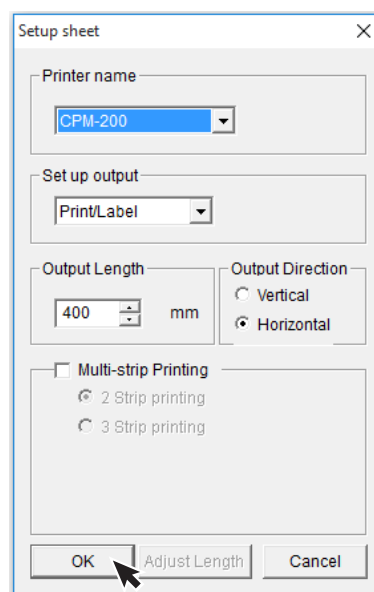 Setup sheet
Printer name
CPM-200
Set up output
Print/Label
Output Length
400 mm
Output Direction
Vertical
Horizontal
Multi-strip Printing
2 Strip printing
3 Strip printing
OK Adjust Length Cancel